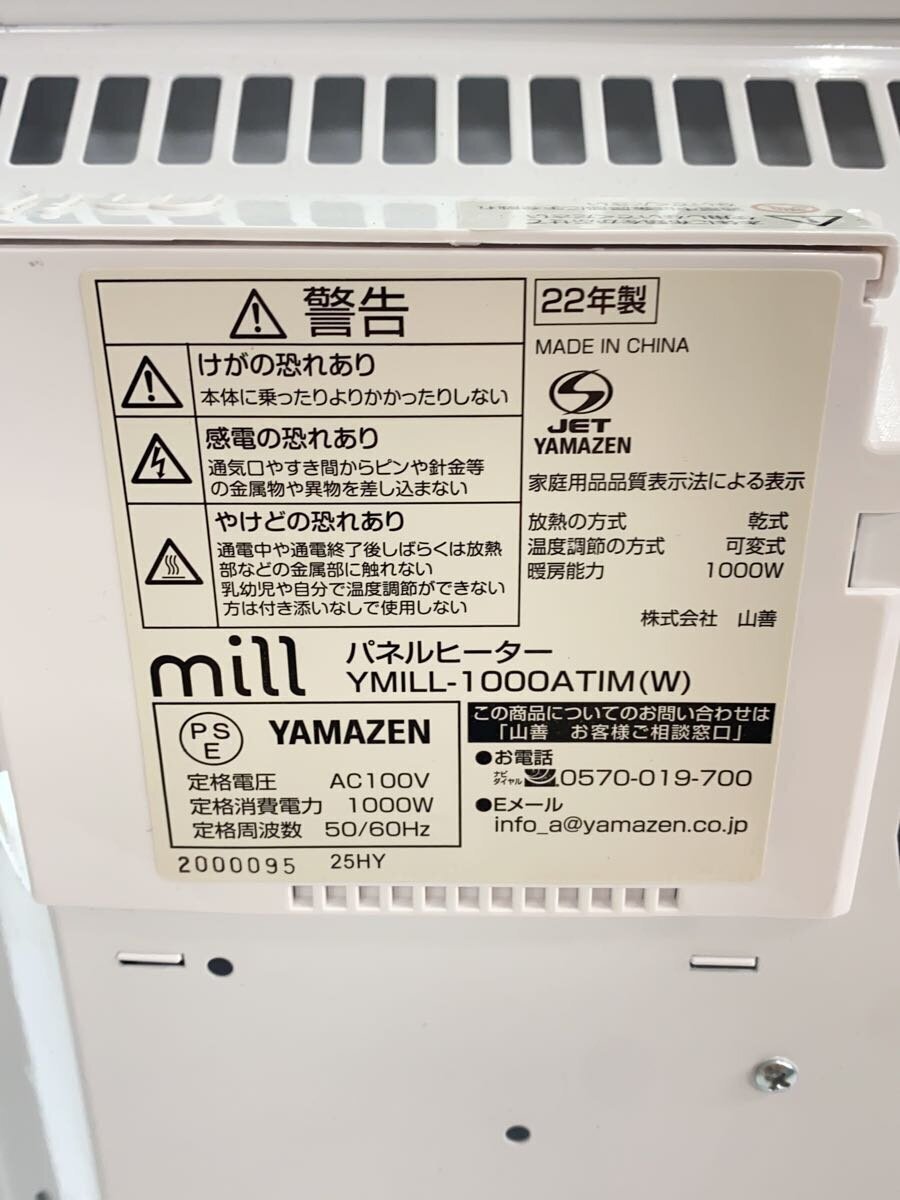 警告
けがの恐れあり
本体に乗ったりよりかかったりしない
感電の恐れあり
通気口やすき間からピンや針金等
の金属物や異物を差し込まない
やけどの恐れあり
通電中や通電終了後しばらくは放熱
部などの金属部に触れない
乳幼児や自分で温度調節ができない
方は付き添いなしで使用しない
22年製
MADE IN CHINA
JET
YAMAZEN
家庭用品品質表示法による表示
放熱の方式 乾式
温度調節の方式 可変式
暖房能力 1000W
株式会社 山善
mill
パネルヒーター
YMILL-1000ATIM(W)
PSE
YAMAZEN
定格電圧 AC100V
定格消費電力 1000W
定格周波数 50/60Hz
2000095 25HY
この商品についてのお問い合わせは
「山善 お客様ご相談窓口」
●お電話
ナビダイヤル 0570-019-700
●Eメール
info_a@yamazen.co.jp